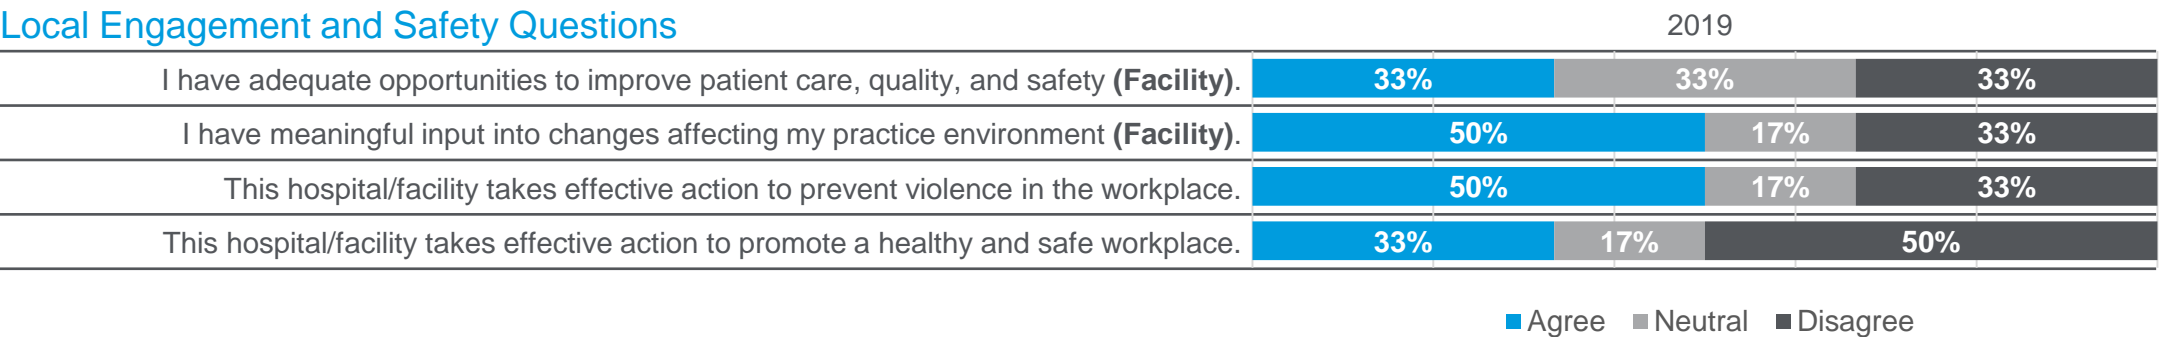 Local Engagement and Safety Questions 2019
I have adequate opportunities to improve patient care, quality, and safety (Facility). 33% 33% 33%
I have meaningful input into changes affecting my practice environment (Facility). 50% 17% 33%
This hospital/facility takes effective action to prevent violence in the workplace. 50% 17% 33%
This hospital/facility takes effective action to promote a healthy and safe workplace. 33% 17% 50%
Agree Neutral Disagree